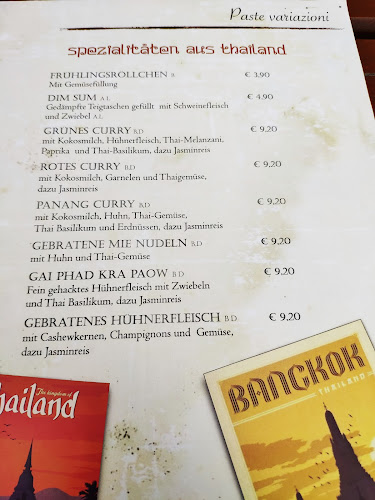 Paste variazioni
spezialitäten aus thailand
FRÜHLINGSRÖLLCHEN B € 3,90
Mit Gemüsefüllung
DIM SUM A L € 4,90
Gedämpfte Teigtaschen gefüllt mit Schweinefleisch
und Zwiebel A L
GRÜNES CURRY B D € 9,20
mit Kokosmilch, Hühnerfleisch, Thai-Melanzani,
Paprika und Thai-Basilikum, dazu Jasminreis
ROTES CURRY B D € 9,20
mit Kokosmilch, Garnelen und Thaigemüse,
dazu Jasminreis
PANANG CURRY B D € 9,20
mit Kokosmilch, Huhn, Thai-Gemüse,
Thai Basilikum und Erdnüssen, dazu Jasminreis
GEBRATENE MIE NUDELN B D € 9,20
mit Huhn und Thai-Gemüse
GAI PHAD KRA PAOW B D € 9,20
Fein gehacktes Hühnerfleisch mit Zwiebeln
und Thai Basilikum, dazu Jasminreis
GEBRATENES HÜHNERFLEISCH B D € 9,20
mit Cashewkernen, Champignons und Gemüse,
dazu Jasminreis
The kingdom of
hailand
BANGKOK
THAILAND